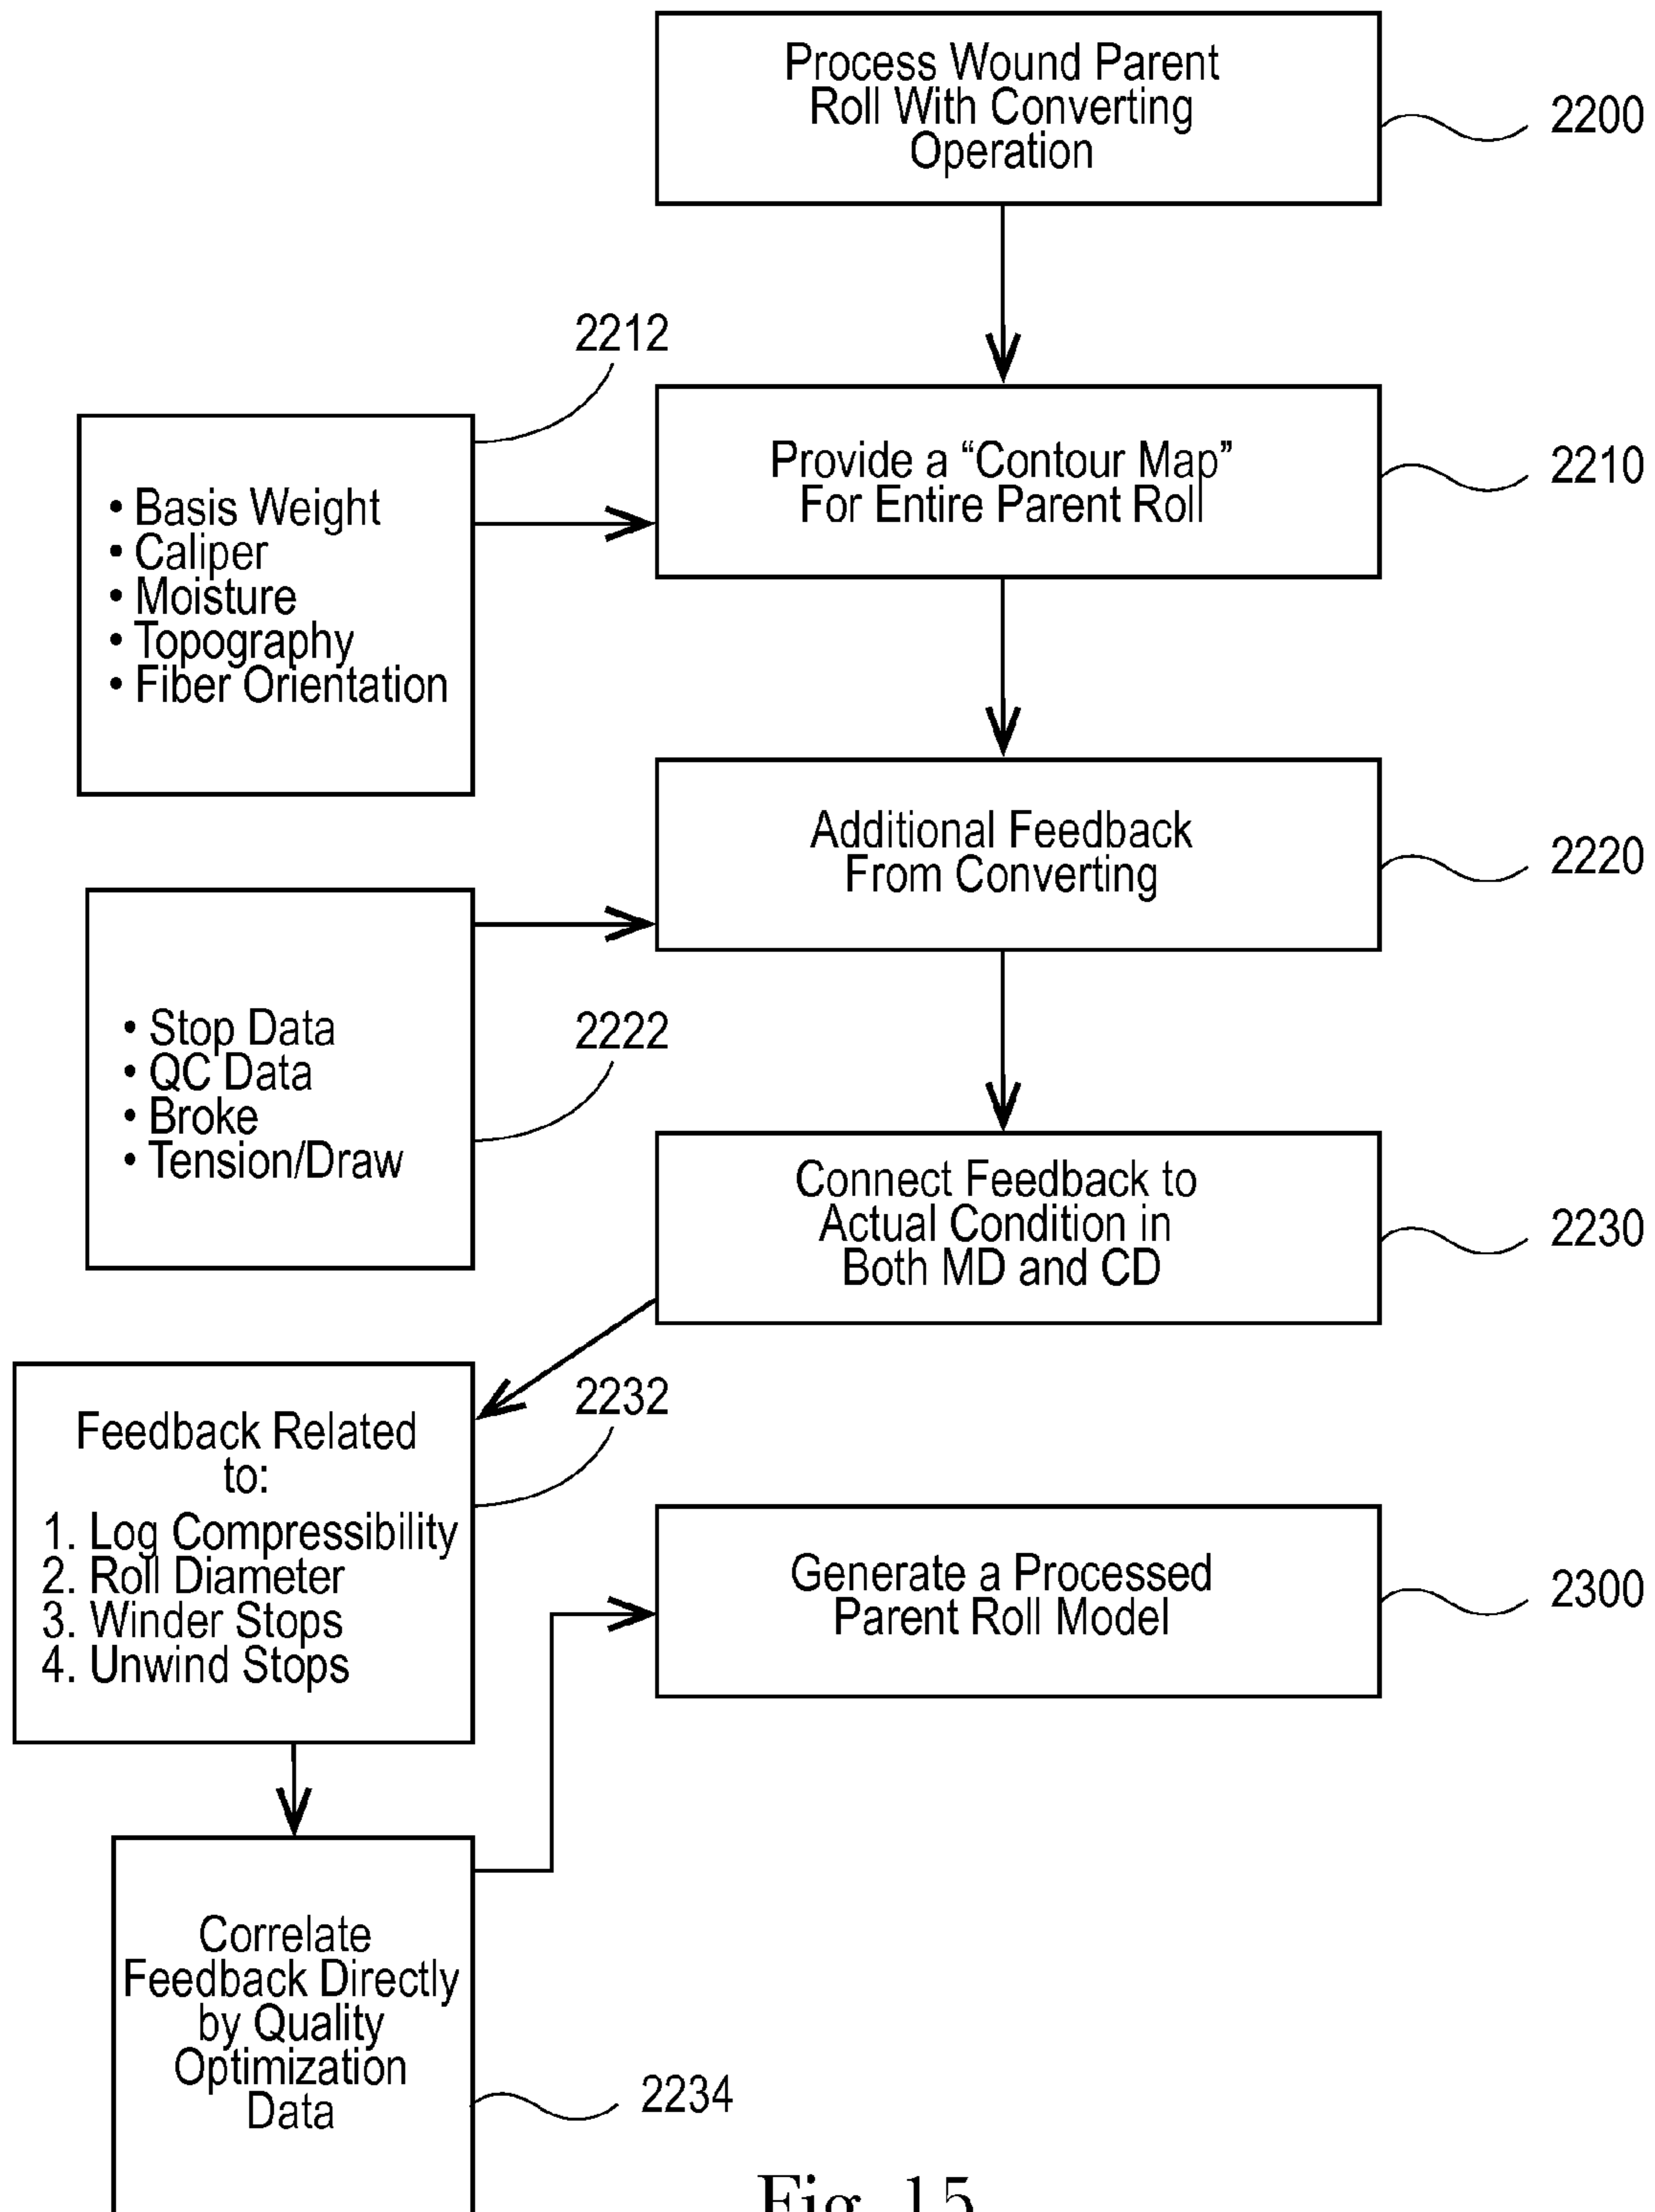 Process Wound Parent
Roll With Converting
Operation
2200
2212
• Basis Weight
• Caliper
• Moisture
• Topography
• Fiber Orientation
Provide a “Contour Map”
For Entire Parent Roll
2210
Additional Feedback
From Converting
2220
• Stop Data
• QC Data
• Broke
• Tension/Draw
2222
Connect Feedback to
Actual Condition in
Both MD and CD
2230
Feedback Related
to:
1. Log Compressibility
2. Roll Diameter
3. Winder Stops
4. Unwind Stops
2232
Generate a Processed
Parent Roll Model
2300
Correlate
Feedback Directly
by Quality
Optimization
Data
2234
Fig. 15